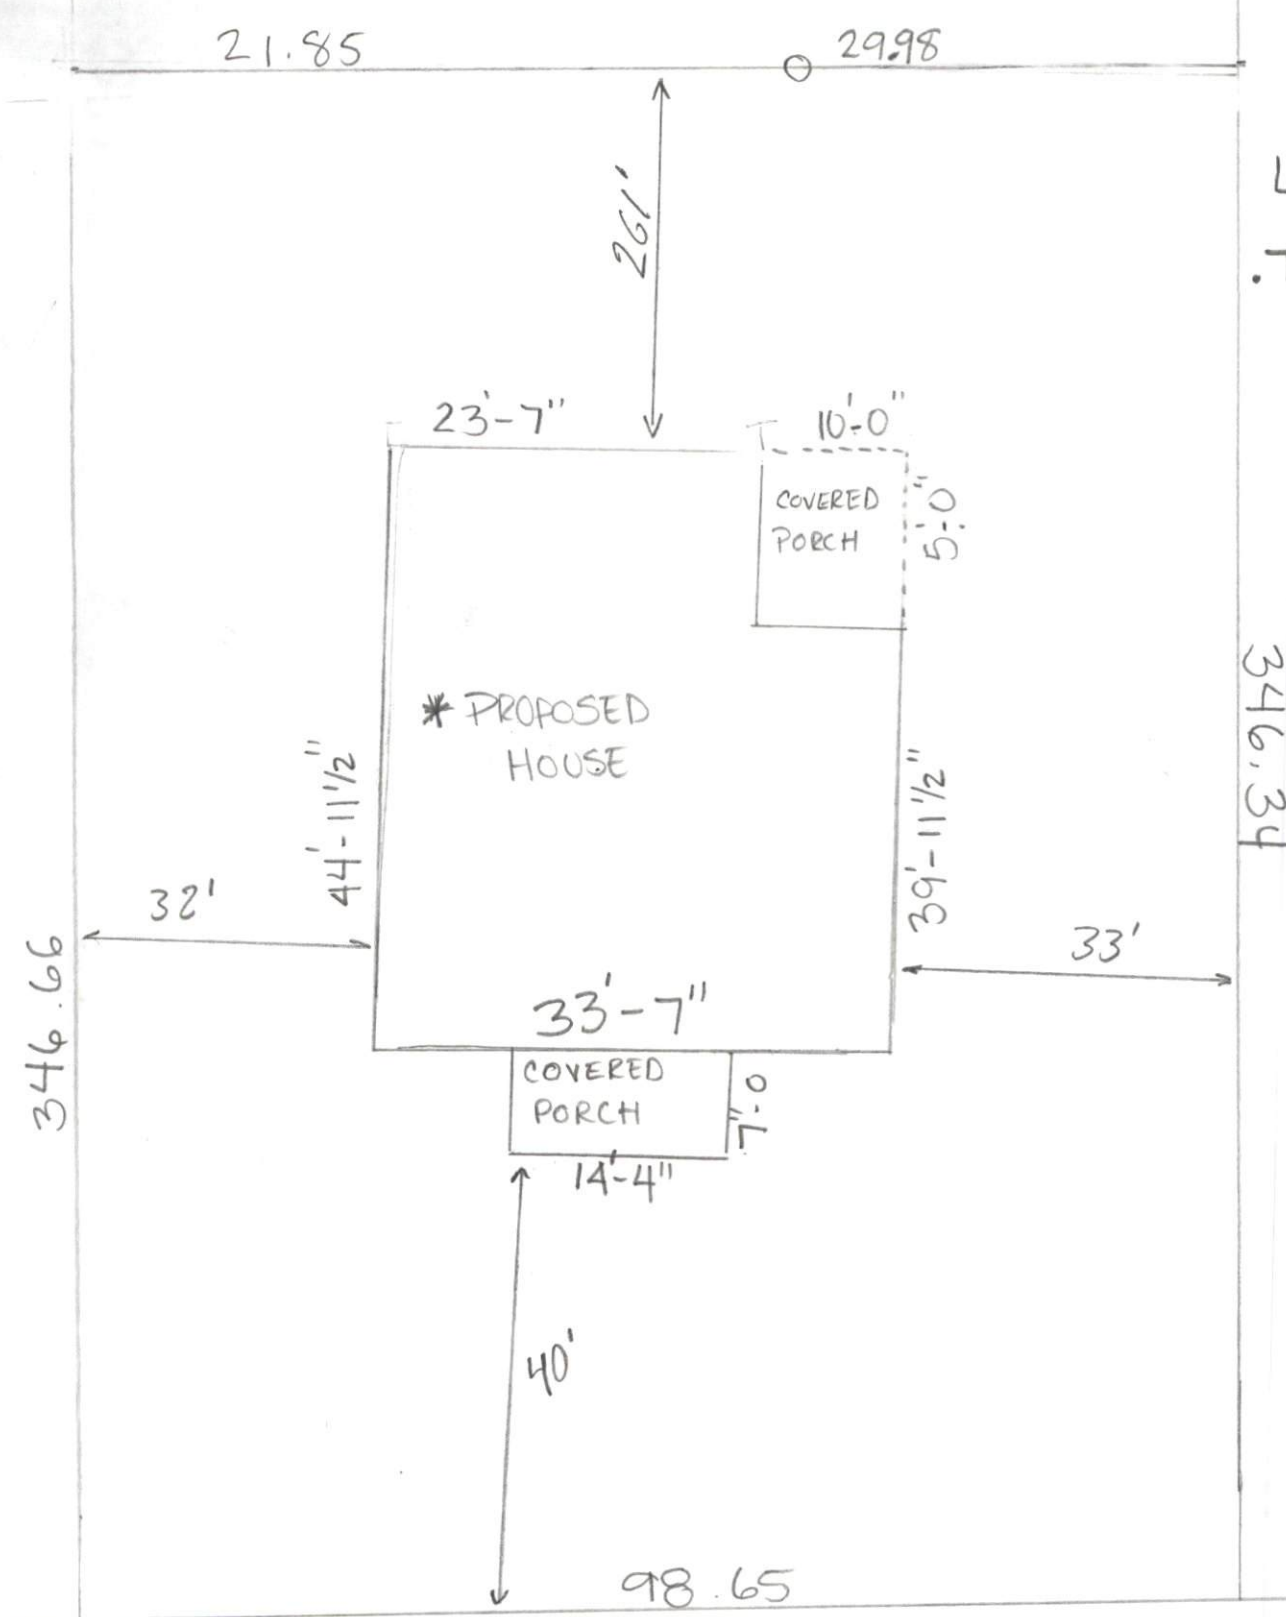 21.85
29.98
261'
23'-7"
10'-0"
COVERED
PORCH
5'-0"
* PROPOSED
HOUSE
346.34
44'-11 1/2"
39'-11 1/2"
32'
33'
346.66
33'-7"
COVERED
PORCH
7'-0
14'-4"
40'
98.65